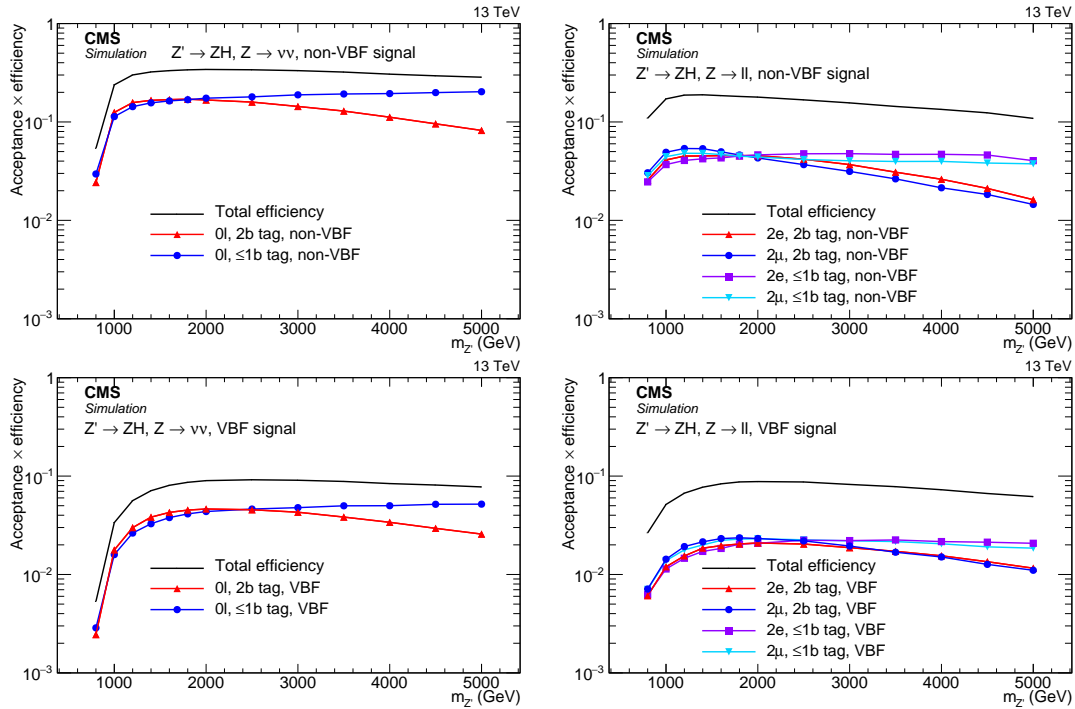 13 TeV
CMS
Simulation
Z' → ZH, Z → νν, non-VBF signal
Acceptance × efficiency
1
10⁻¹
10⁻²
10⁻³
Total efficiency
0l, 2b tag, non-VBF
0l, ≤1b tag, non-VBF
1000 2000 3000 4000 5000
m_Z' (GeV)
13 TeV
CMS
Simulation
Z' → ZH, Z → ll, non-VBF signal
Acceptance × efficiency
1
10⁻¹
10⁻²
10⁻³
Total efficiency
2e, 2b tag, non-VBF
2μ, 2b tag, non-VBF
2e, ≤1b tag, non-VBF
2μ, ≤1b tag, non-VBF
1000 2000 3000 4000 5000
m_Z' (GeV)
13 TeV
CMS
Simulation
Z' → ZH, Z → νν, VBF signal
Acceptance × efficiency
1
10⁻¹
10⁻²
10⁻³
Total efficiency
0l, 2b tag, VBF
0l, ≤1b tag, VBF
1000 2000 3000 4000 5000
m_Z' (GeV)
13 TeV
CMS
Simulation
Z' → ZH, Z → ll, VBF signal
Acceptance × efficiency
1
10⁻¹
10⁻²
10⁻³
Total efficiency
2e, 2b tag, VBF
2μ, 2b tag, VBF
2e, ≤1b tag, VBF
2μ, ≤1b tag, VBF
1000 2000 3000 4000 5000
m_Z' (GeV)